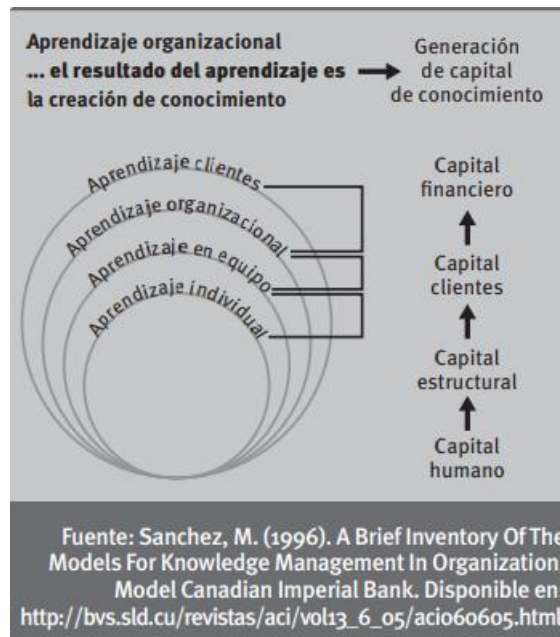 Aprendizaje organizacional
... el resultado del aprendizaje es
la creación de conocimiento
Generación
de capital
de conocimiento
Aprendizaje clientes
Aprendizaje organizacional
Aprendizaje en equipo
Aprendizaje individual
Capital
financiero
Capital
clientes
Capital
estructural
Capital
humano
Fuente: Sanchez, M. (1996). A Brief Inventory Of The
Models For Knowledge Management In Organization
Model Canadian Imperial Bank. Disponible en
http://bvs.sld.cu/revistas/aci/vol13_6_05/aci060605.htm